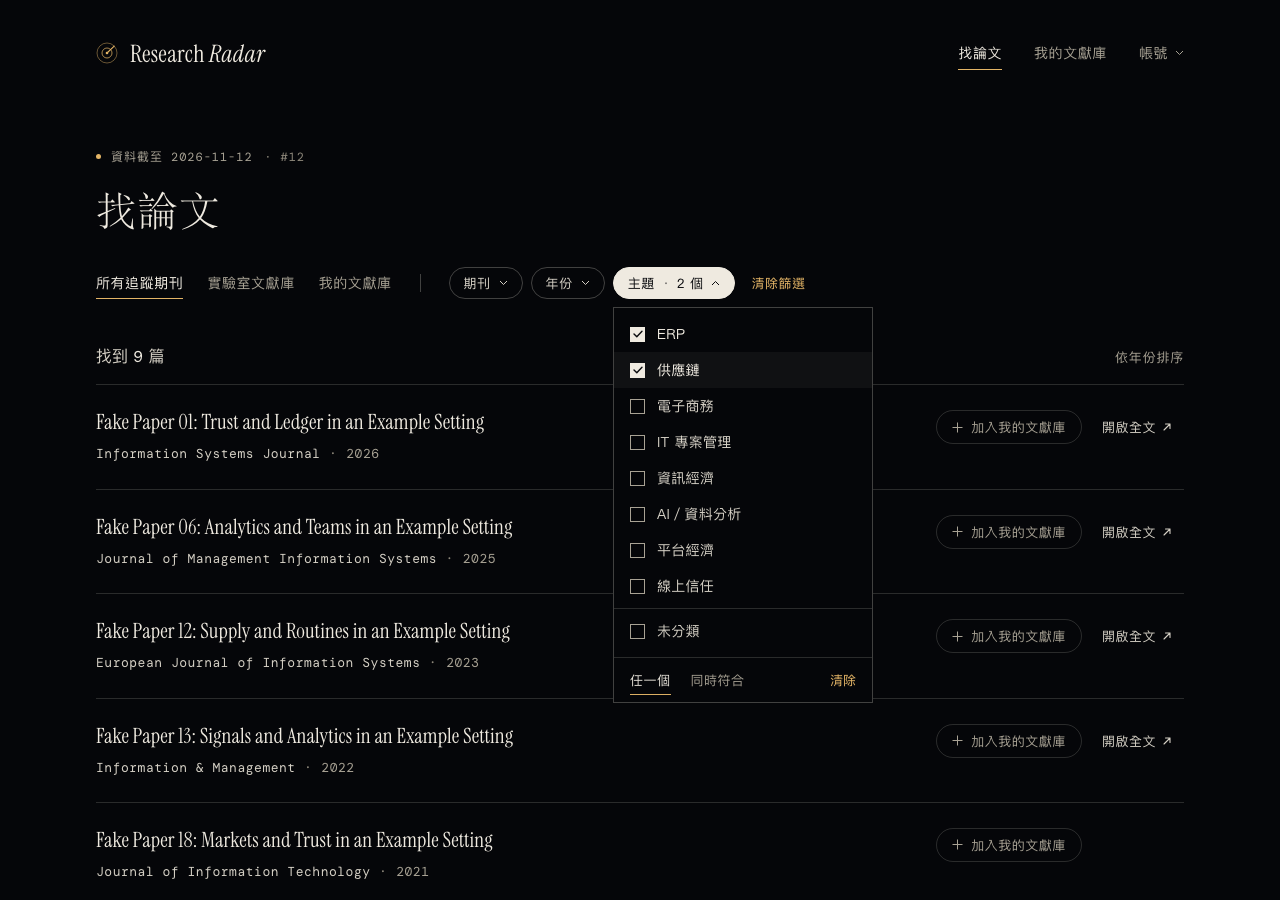 Research Radar
找論文 我的文獻庫 帳號
資料截至 2026-11-12 · #12
找論文
所有追蹤期刊 實驗室文獻庫 我的文獻庫 期刊 年份 主題 · 2 個 清除篩選
ERP
供應鏈
電子商務
IT 專案管理
資訊經濟
AI / 資料分析
平台經濟
線上信任
未分類
任一個 同時符合 清除
找到 9 篇 依年份排序
Fake Paper 01: Trust and Ledger in an Example Setting
Information Systems Journal · 2026
+ 加入我的文獻庫 開啟全文 ↗
Fake Paper 06: Analytics and Teams in an Example Setting
Journal of Management Information Systems · 2025
+ 加入我的文獻庫 開啟全文 ↗
Fake Paper 12: Supply and Routines in an Example Setting
European Journal of Information Systems · 2023
+ 加入我的文獻庫 開啟全文 ↗
Fake Paper 13: Signals and Analytics in an Example Setting
Information & Management · 2022
+ 加入我的文獻庫 開啟全文 ↗
Fake Paper 18: Markets and Trust in an Example Setting
Journal of Information Technology · 2021
+ 加入我的文獻庫